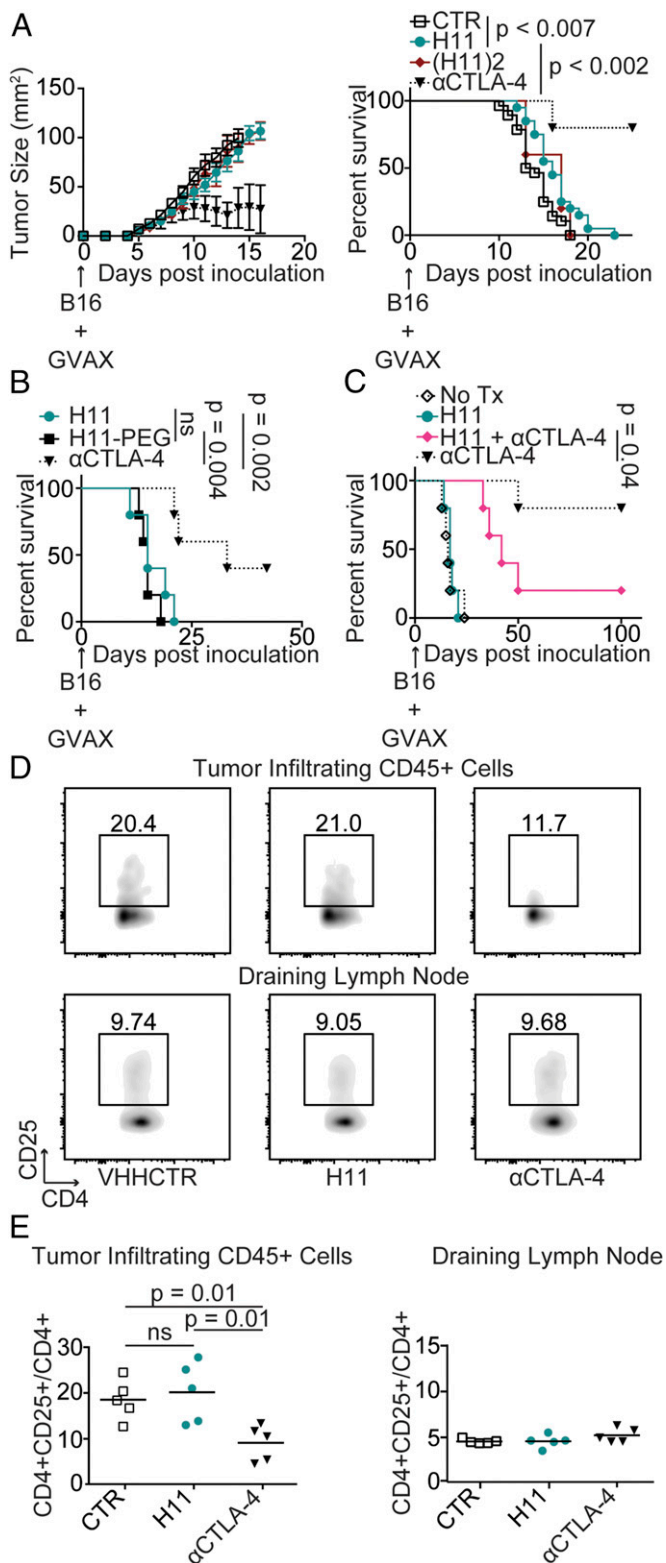 A
CTR
H11
(H11)2
αCTLA-4
p < 0.007
p < 0.002
Tumor Size (mm²)
150
100
50
0
0 5 10 15 20
Days post inoculation
B16
+
GVAX
Percent survival
100
50
0
0 10 20
Days post inoculation
B16
+
GVAX
B
H11
H11-PEG
αCTLA-4
ns
p = 0.004
p = 0.002
Percent survival
100
50
0
0 25 50
Days post inoculation
B16
+
GVAX
C
No Tx
H11
H11 + αCTLA-4
αCTLA-4
p = 0.04
Percent survival
100
50
0
0 50 100
Days post inoculation
B16
+
GVAX
D
Tumor Infiltrating CD45+ Cells
20.4 21.0 11.7
Draining Lymph Node
9.74 9.05 9.68
CD25
CD4
VHHCTR H11 αCTLA-4
E
Tumor Infiltrating CD45+ Cells
p = 0.01
ns
p = 0.01
CD4+CD25+/CD4+
30
20
10
0
CTR H11 αCTLA-4
Draining Lymph Node
CD4+CD25+/CD4+
15
10
5
0
CTR H11 αCTLA-4